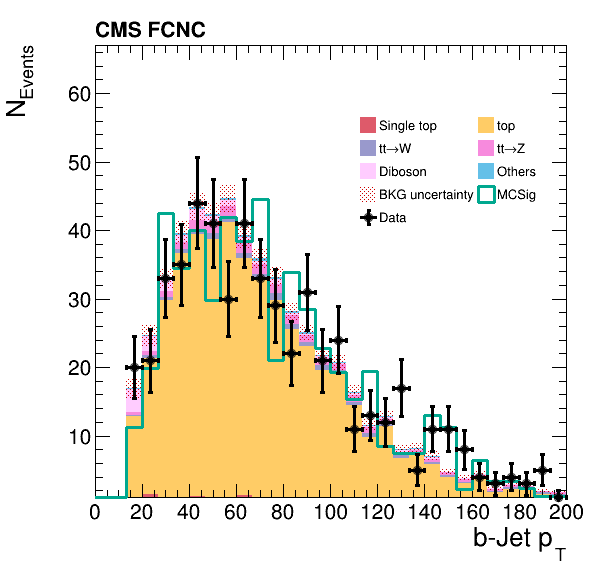 CMS FCNC
N_Events
60
50
40
30
20
10
Single top
top
tt→W
tt→Z
Diboson
Others
BKG uncertainty
MCSig
Data
0 20 40 60 80 100 120 140 160 180 200
b-Jet p_T